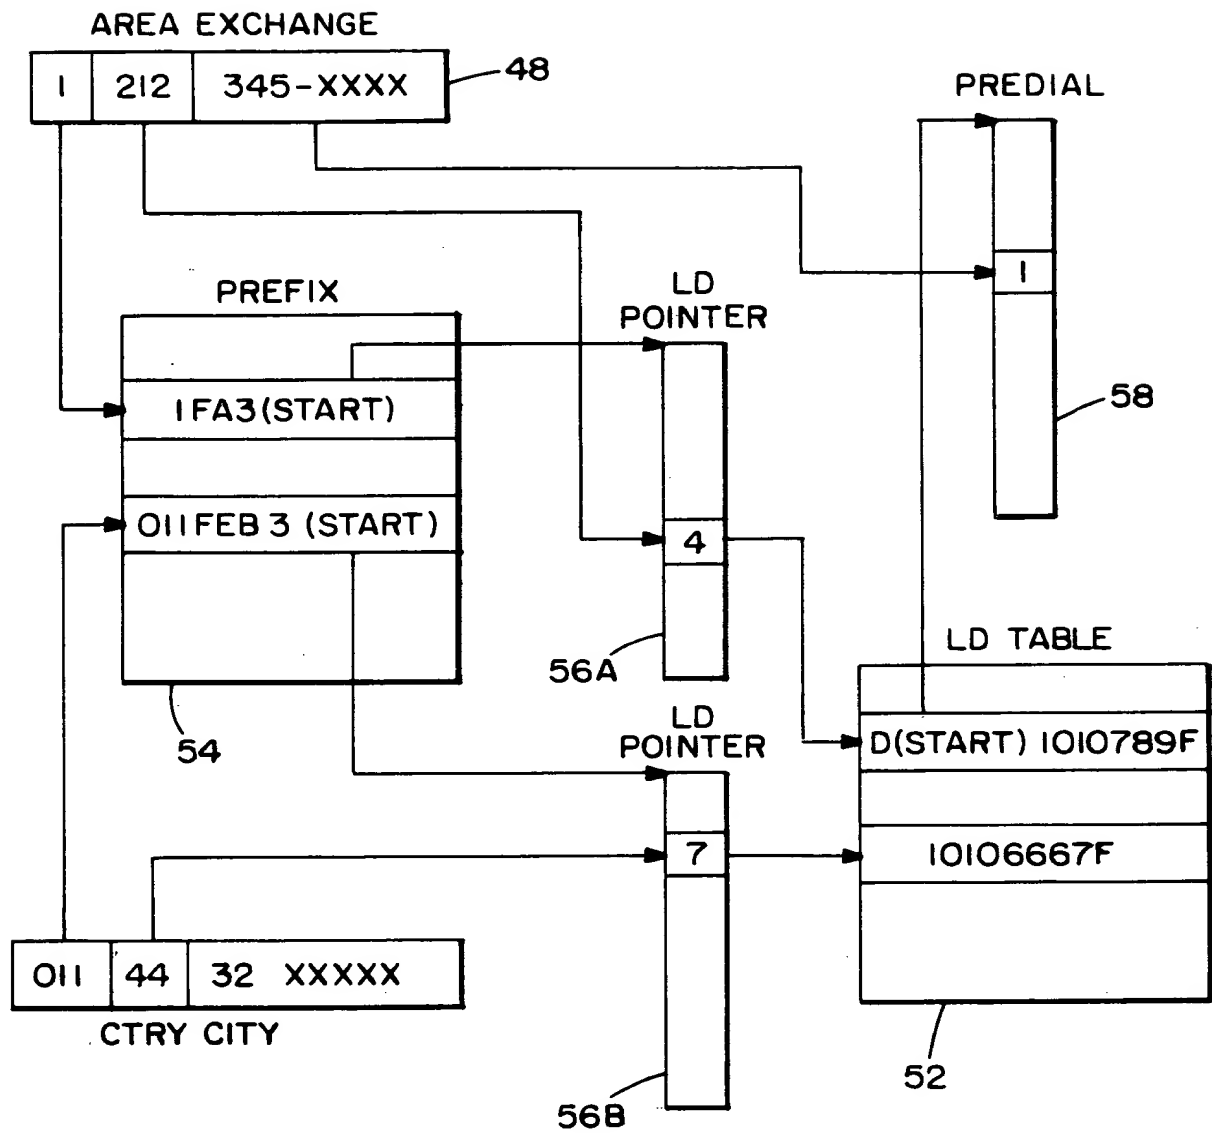 AREA EXCHANGE
1 212 345-XXXX
48
PREDIAL
1
58
PREFIX
1FA3(START)
011FEB3 (START)
54
LD
POINTER
4
56A
LD
POINTER
7
56B
LD TABLE
D(START) 1010789F
10106667F
52
011 44 32 XXXXX
CTRY CITY